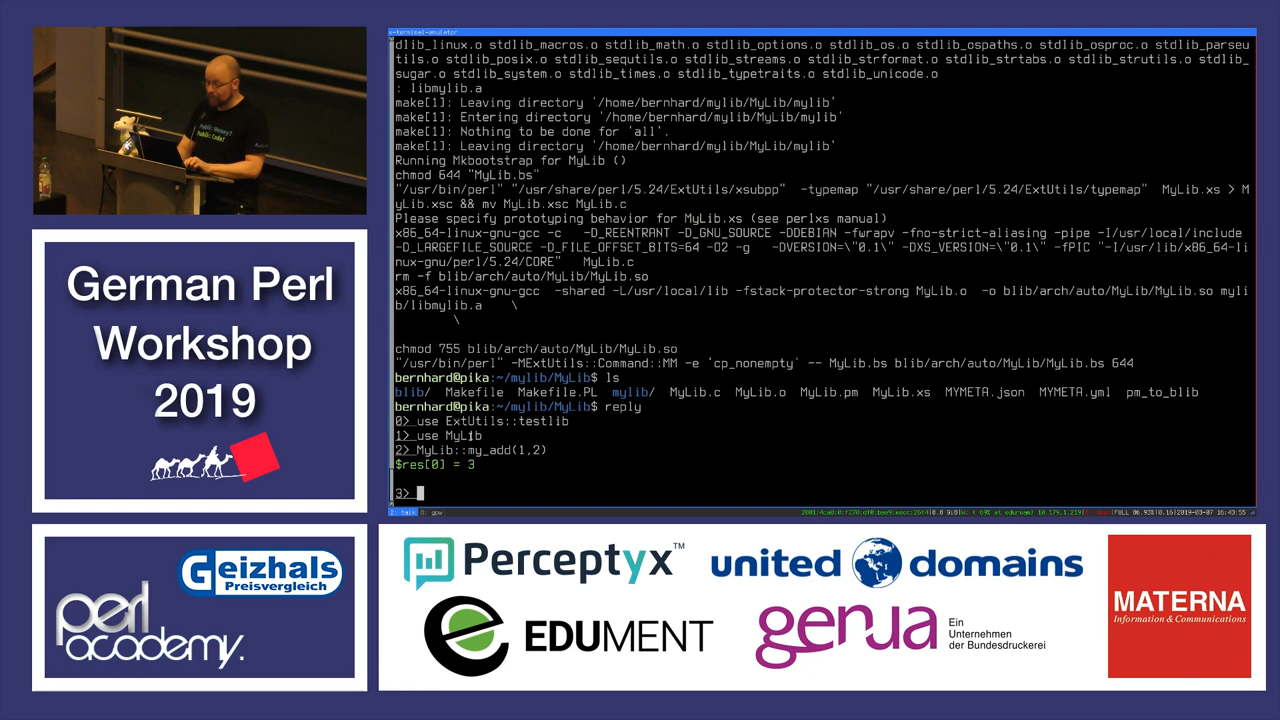 x-terminal-emulator
dlib_linux.o stdlib_macros.o stdlib_math.o stdlib_options.o stdlib_os.o stdlib_ospaths.o stdlib_osproc.o stdlib_parseu
tils.o stdlib_posix.o stdlib_sequtils.o stdlib_streams.o stdlib_strformat.o stdlib_strtabs.o stdlib_strutils.o stdlib_
sugar.o stdlib_system.o stdlib_times.o stdlib_typetraits.o stdlib_unicode.o
: libmylib.a
make[1]: Leaving directory '/home/bernhard/mylib/MyLib/mylib'
make[1]: Entering directory '/home/bernhard/mylib/MyLib/mylib'
make[1]: Nothing to be done for 'all'.
make[1]: Leaving directory '/home/bernhard/mylib/MyLib/mylib'
Running Mkbootstrap for MyLib ()
chmod 644 "MyLib.bs"
"/usr/bin/perl" "/usr/share/perl/5.24/ExtUtils/xsubpp"  -typemap "/usr/share/perl/5.24/ExtUtils/typemap"  MyLib.xs > M
yLib.xsc && mv MyLib.xsc MyLib.c
Please specify prototyping behavior for MyLib.xs (see perlxs manual)
x86_64-linux-gnu-gcc -c   -D_REENTRANT -D_GNU_SOURCE -DDEBIAN -fwrapv -fno-strict-aliasing -pipe -I/usr/local/include
-D_LARGEFILE_SOURCE -D_FILE_OFFSET_BITS=64 -O2 -g   -DVERSION=\"0.1\" -DXS_VERSION=\"0.1\" -fPIC "-I/usr/lib/x86_64-li
nux-gnu/perl/5.24/CORE"   MyLib.c
rm -f blib/arch/auto/MyLib/MyLib.so
x86_64-linux-gnu-gcc  -shared -L/usr/local/lib -fstack-protector-strong MyLib.o  -o blib/arch/auto/MyLib/MyLib.so myli
b/libmylib.a    \
\
chmod 755 blib/arch/auto/MyLib/MyLib.so
"/usr/bin/perl" -MExtUtils::Command::MM -e 'cp_nonempty' -- MyLib.bs blib/arch/auto/MyLib/MyLib.bs 644
bernhard@pika:~/mylib/MyLib$ ls
blib/  Makefile  Makefile.PL  mylib/  MyLib.c  MyLib.o  MyLib.pm  MyLib.xs  MYMETA.json  MYMETA.yml  pm_to_blib
bernhard@pika:~/mylib/MyLib$ reply
0> use ExtUtils::testlib
1> use MyLib
2> MyLib::my_add(1,2)
$res[0] = 3
3>
2: talk  0: gpw
Public Money?
Public Code!
German Perl
Workshop
2019
Geizhals
Preisvergleich
perl
academy.
Perceptyx™
united domains
EDUMENT
genua
Ein
Unternehmen
der Bundesdruckerei
MATERNA
Information & Communications